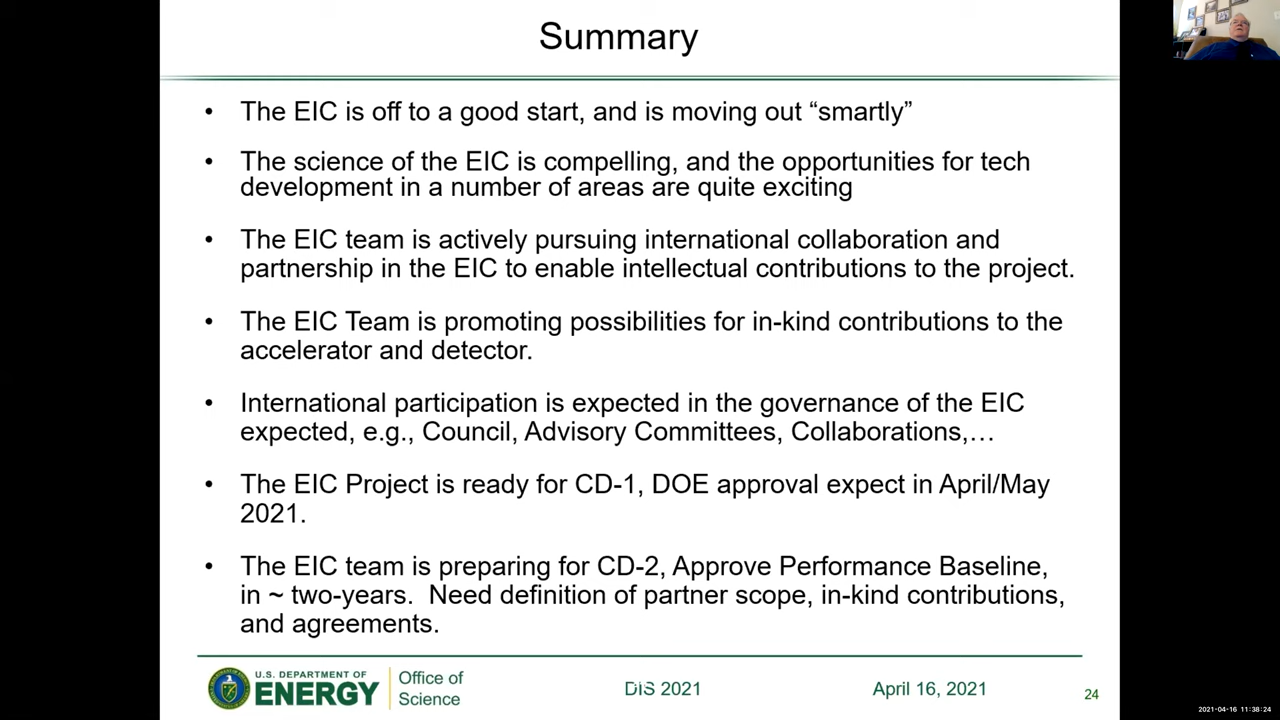 Summary
• The EIC is off to a good start, and is moving out “smartly”
• The science of the EIC is compelling, and the opportunities for tech
development in a number of areas are quite exciting
• The EIC team is actively pursuing international collaboration and
partnership in the EIC to enable intellectual contributions to the project.
• The EIC Team is promoting possibilities for in-kind contributions to the
accelerator and detector.
• International participation is expected in the governance of the EIC
expected, e.g., Council, Advisory Committees, Collaborations,…
• The EIC Project is ready for CD-1, DOE approval expect in April/May
2021.
• The EIC team is preparing for CD-2, Approve Performance Baseline,
in ~ two-years. Need definition of partner scope, in-kind contributions,
and agreements.
U.S. DEPARTMENT OF
ENERGY
Office of
Science
DIS 2021
April 16, 2021
24
2021-04-16 11:38:24